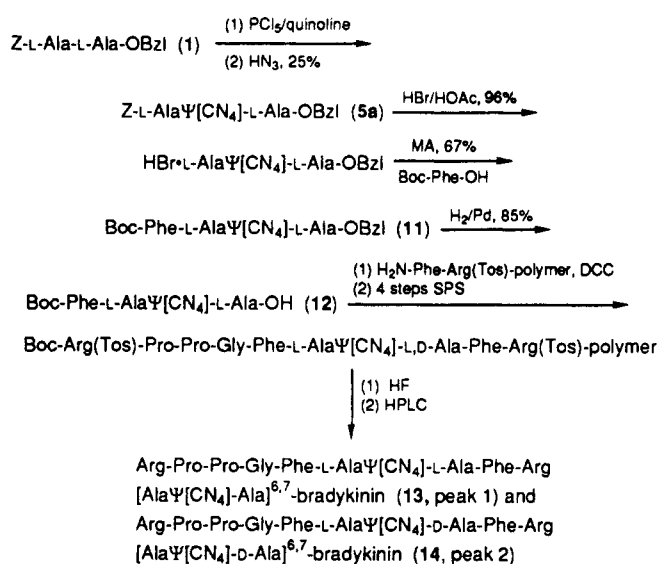 (1) PCl₅/quinoline
Z-L-Ala-L-Ala-OBzl (1)
(2) HN₃, 25%
HBr/HOAc, 96%
Z-L-AlaΨ[CN₄]-L-Ala-OBzl (5a)
MA, 67%
HBr•L-AlaΨ[CN₄]-L-Ala-OBzl
Boc-Phe-OH
H₂/Pd, 85%
Boc-Phe-L-AlaΨ[CN₄]-L-Ala-OBzl (11)
(1) H₂N-Phe-Arg(Tos)-polymer, DCC
Boc-Phe-L-AlaΨ[CN₄]-L-Ala-OH (12)
(2) 4 steps SPS
Boc-Arg(Tos)-Pro-Pro-Gly-Phe-L-AlaΨ[CN₄]-L,D-Ala-Phe-Arg(Tos)-polymer
(1) HF
(2) HPLC
Arg-Pro-Pro-Gly-Phe-L-AlaΨ[CN₄]-L-Ala-Phe-Arg
[AlaΨ[CN₄]-Ala]⁶,⁷-bradykinin (13, peak 1) and
Arg-Pro-Pro-Gly-Phe-L-AlaΨ[CN₄]-D-Ala-Phe-Arg
[AlaΨ[CN₄]-D-Ala]⁶,⁷-bradykinin (14, peak 2)